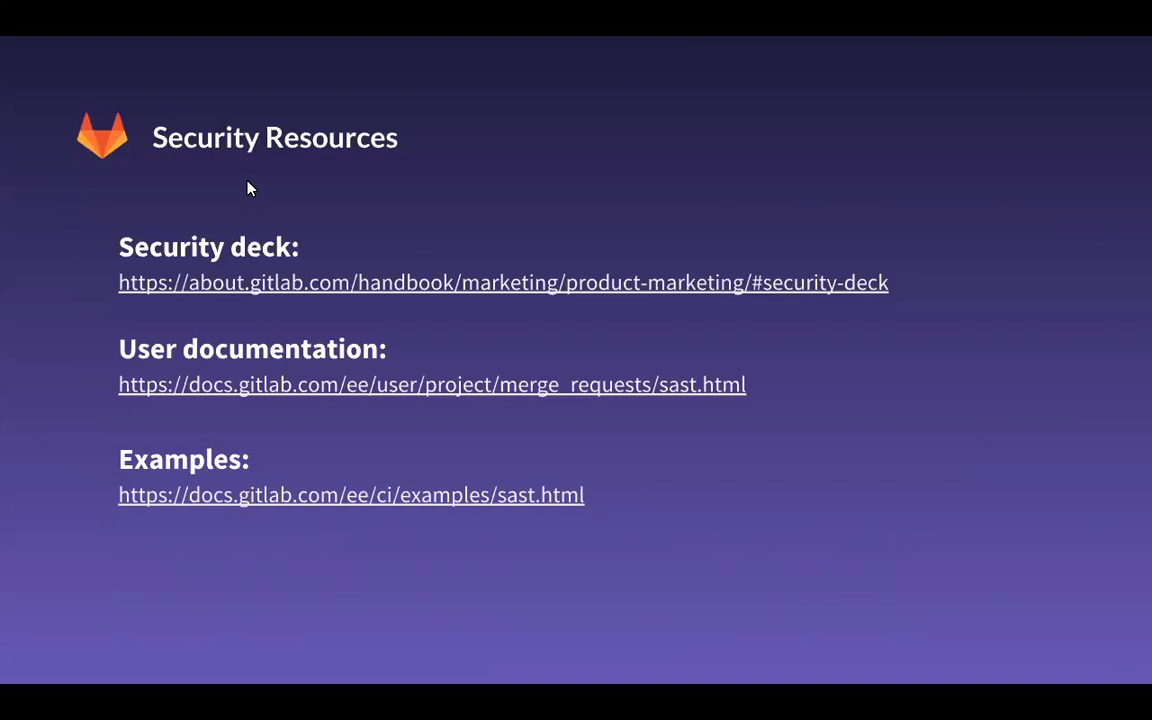 Security Resources
Security deck:
https://about.gitlab.com/handbook/marketing/product-marketing/#security-deck
User documentation:
https://docs.gitlab.com/ee/user/project/merge_requests/sast.html
Examples:
https://docs.gitlab.com/ee/ci/examples/sast.html